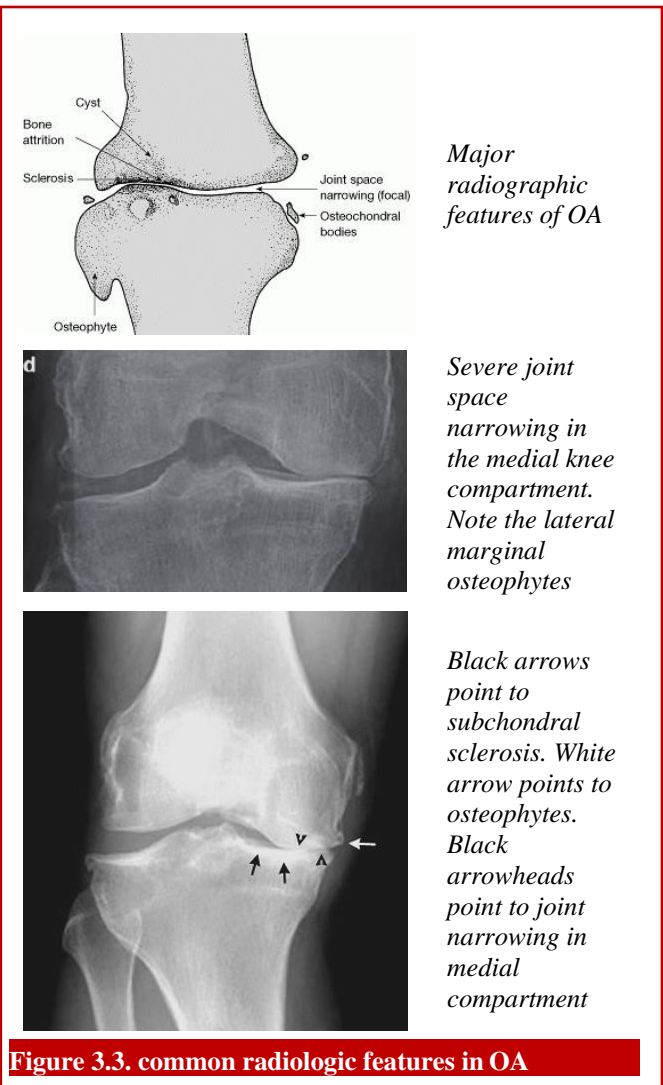 Cyst
Bone
attrition
Sclerosis
Joint space
narrowing (focal)
Osteochondral
bodies
Osteophyte
Major
radiographic
features of OA
d
Severe joint
space
narrowing in
the medial knee
compartment.
Note the lateral
marginal
osteophytes
Black arrows
point to
subchondral
sclerosis. White
arrow points to
osteophytes.
Black
arrowheads
point to joint
narrowing in
medial
compartment
Figure 3.3. common radiologic features in OA